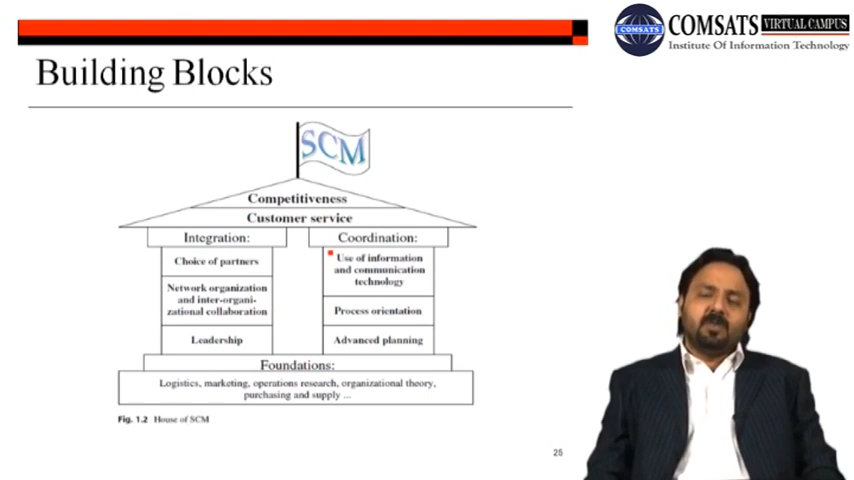 COMSATS
COMSATS VIRTUAL CAMPUS
Institute Of Information Technology
Building Blocks
SCM
Competitiveness
Customer service
Integration:
Choice of partners
Network organization
and inter-organi-
zational collaboration
Leadership
Coordination:
Use of information
and communication
technology
Process orientation
Advanced planning
Foundations:
Logistics, marketing, operations research, organizational theory,
purchasing and supply ...
Fig. 1.2 House of SCM
25